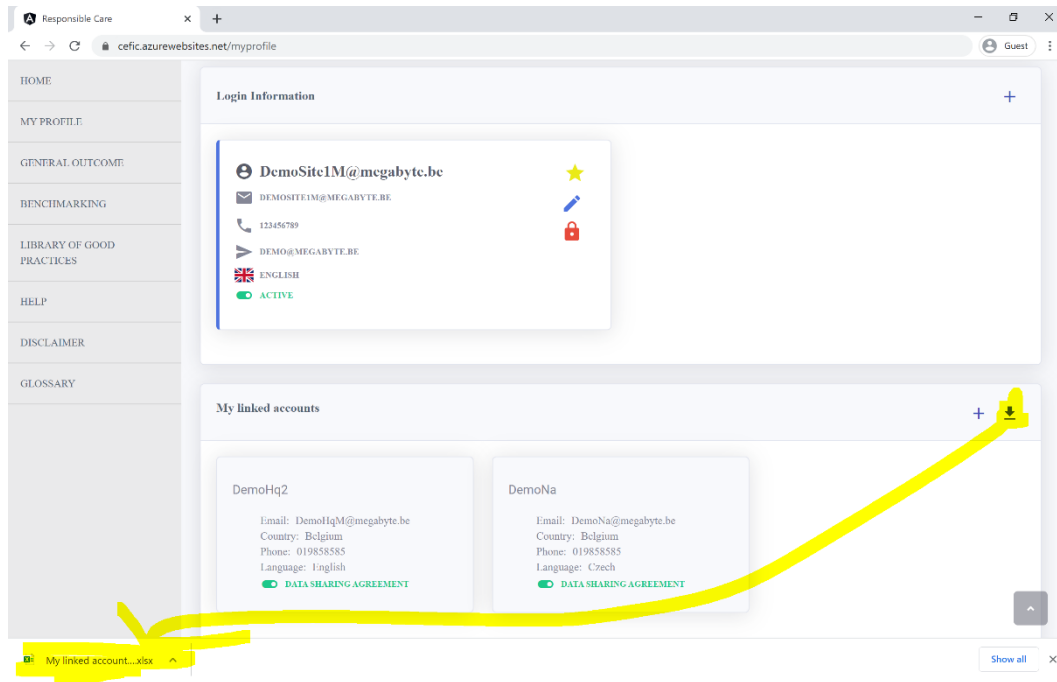 Responsible Care
cefic.azurewebsites.net/myprofile
Guest
HOME
MY PROFILE
GENERAL OUTCOME
BENCHMARKING
LIBRARY OF GOOD
PRACTICES
HELP
DISCLAIMER
GLOSSARY
Login Information
DemoSite1M@megabyte.be
DEMOSITE1M@MEGABYTE.BE
123456789
DEMO@MEGABYTE.BE
ENGLISH
ACTIVE
My linked accounts
DemoHq2
Email: DemoHqM@megabyte.be
Country: Belgium
Phone: 019858585
Language: English
DATA SHARING AGREEMENT
DemoNa
Email: DemoNa@megabyte.be
Country: Belgium
Phone: 019858585
Language: Czech
DATA SHARING AGREEMENT
My linked account....xlsx
Show all